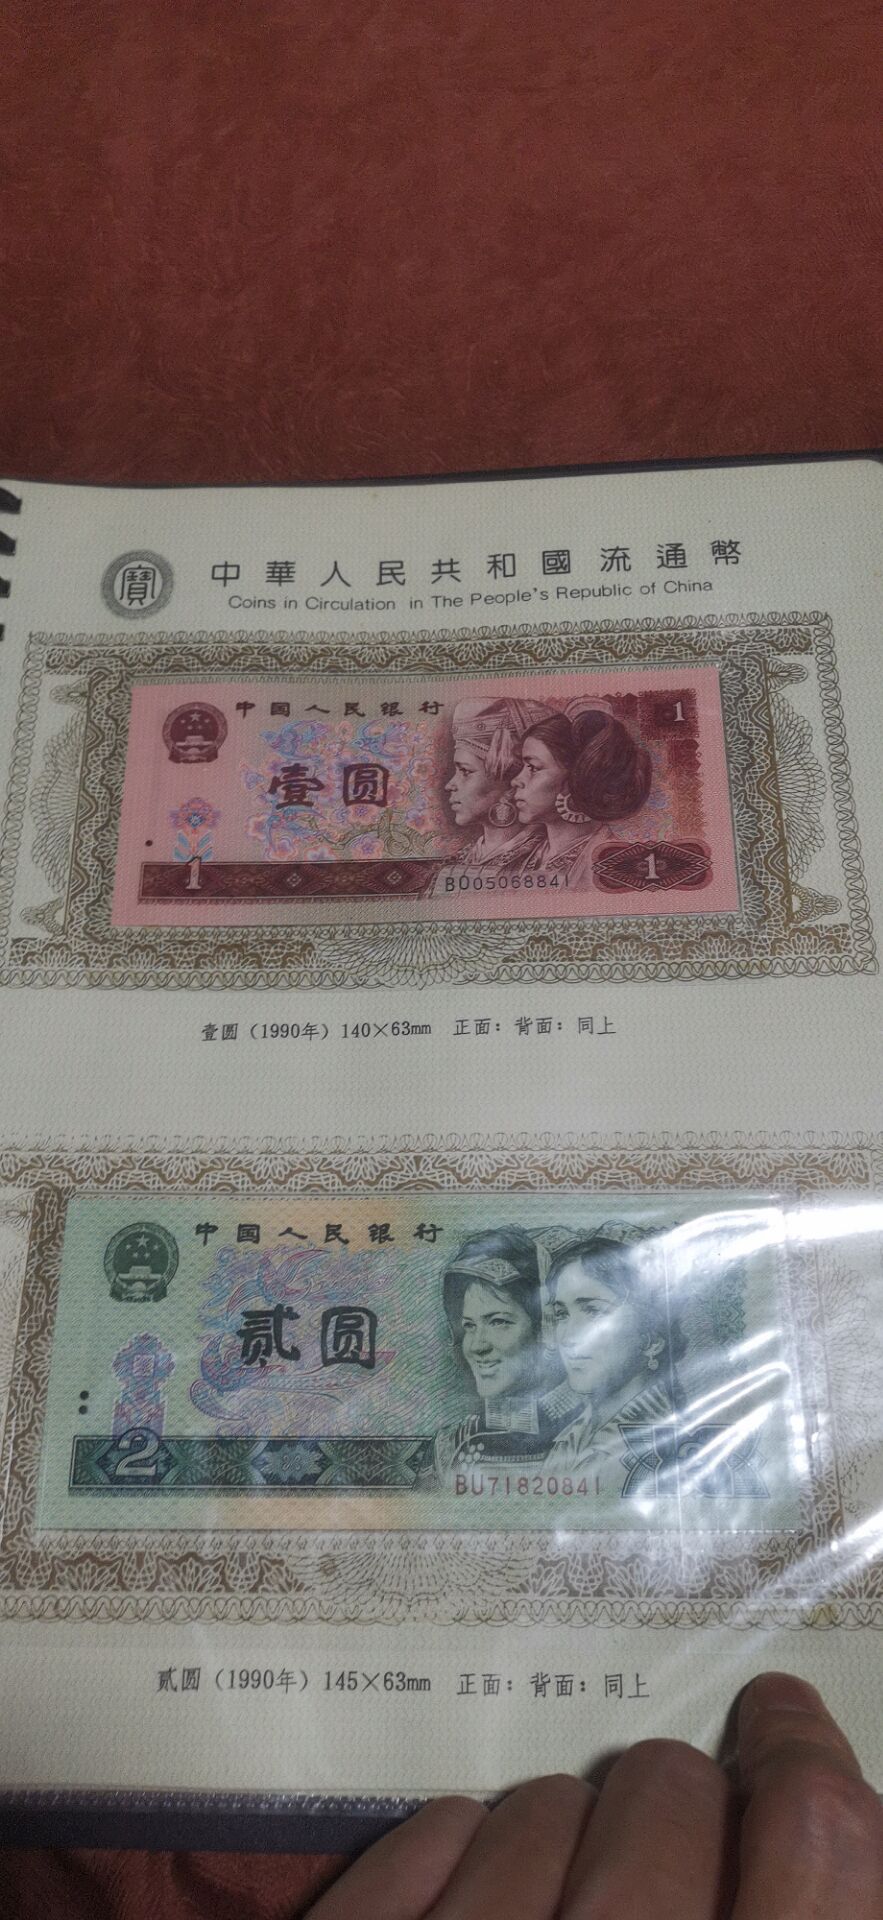 寶
中華人民共和國流通幣
Coins in Circulation in The People's Republic of China
中国人民银行
1
壹圆
1
BD05068841
1
壹圆（1990年）140×63mm 正面：背面：同上
中国人民银行
贰圆
2
BU71820841
贰圆（1990年）145×63mm 正面：背面：同上